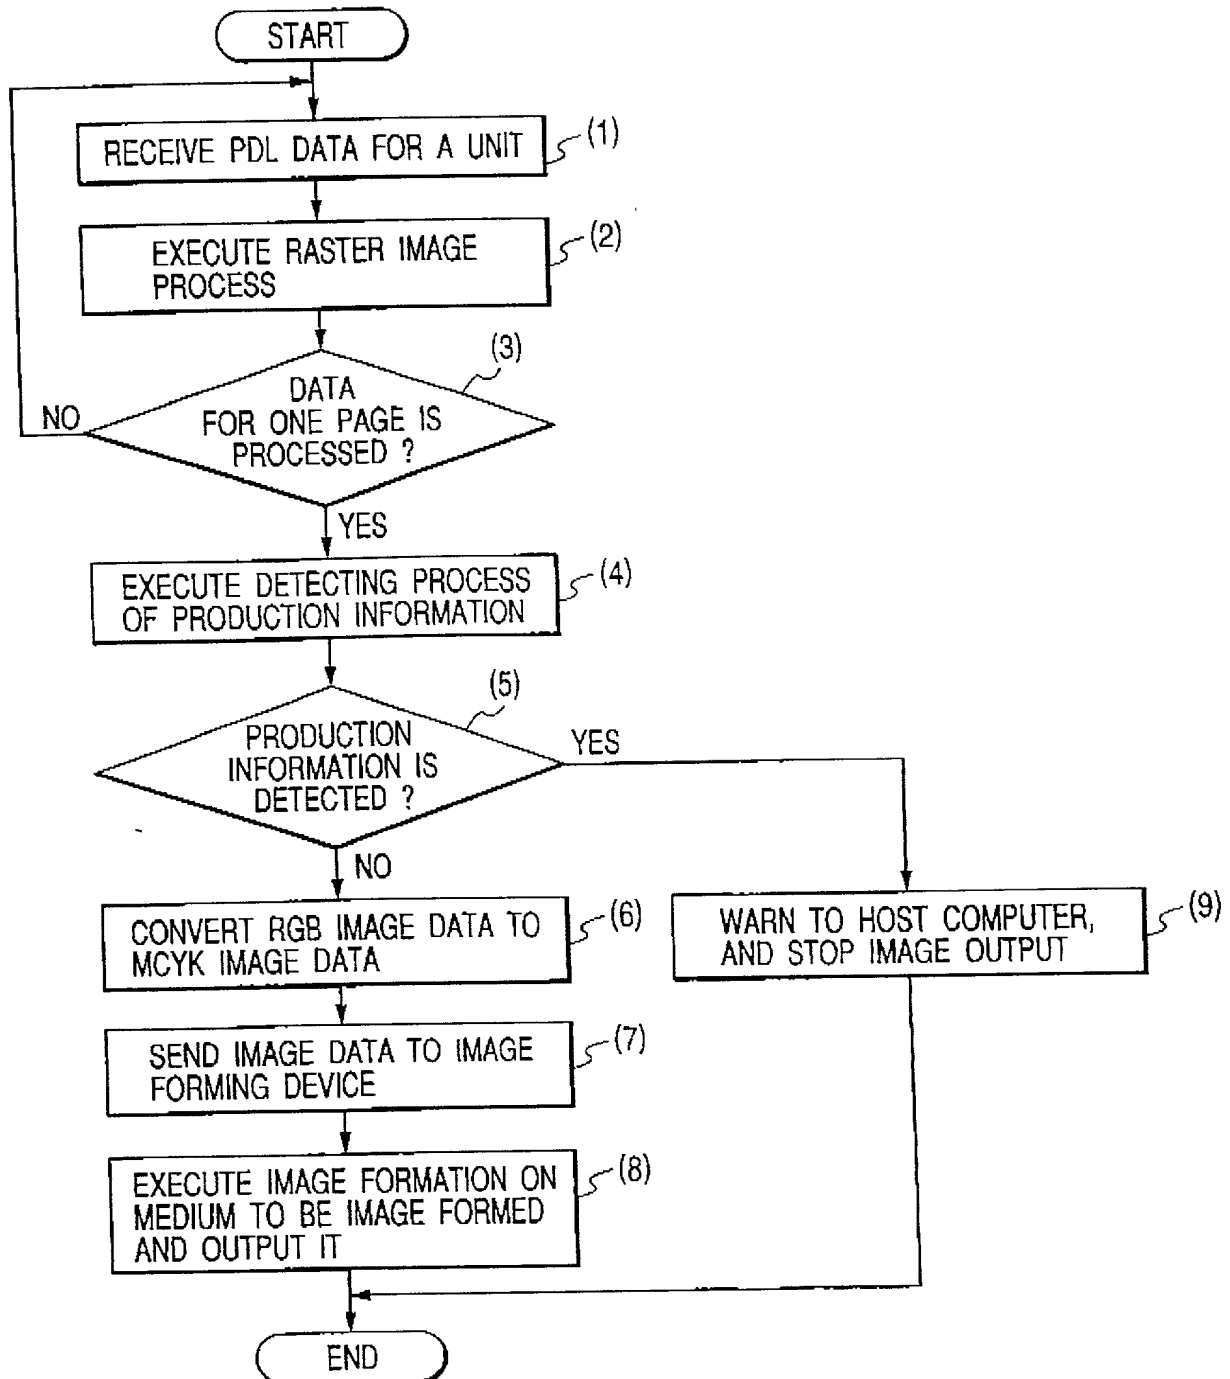 START
RECEIVE PDL DATA FOR A UNIT
(1)
EXECUTE RASTER IMAGE
PROCESS
(2)
(3)
DATA
FOR ONE PAGE IS
PROCESSED ?
NO
YES
EXECUTE DETECTING PROCESS
OF PRODUCTION INFORMATION
(4)
(5)
PRODUCTION
INFORMATION IS
DETECTED ?
YES
NO
CONVERT RGB IMAGE DATA TO
MCYK IMAGE DATA
(6)
WARN TO HOST COMPUTER,
AND STOP IMAGE OUTPUT
(9)
SEND IMAGE DATA TO IMAGE
FORMING DEVICE
(7)
EXECUTE IMAGE FORMATION ON
MEDIUM TO BE IMAGE FORMED
AND OUTPUT IT
(8)
END